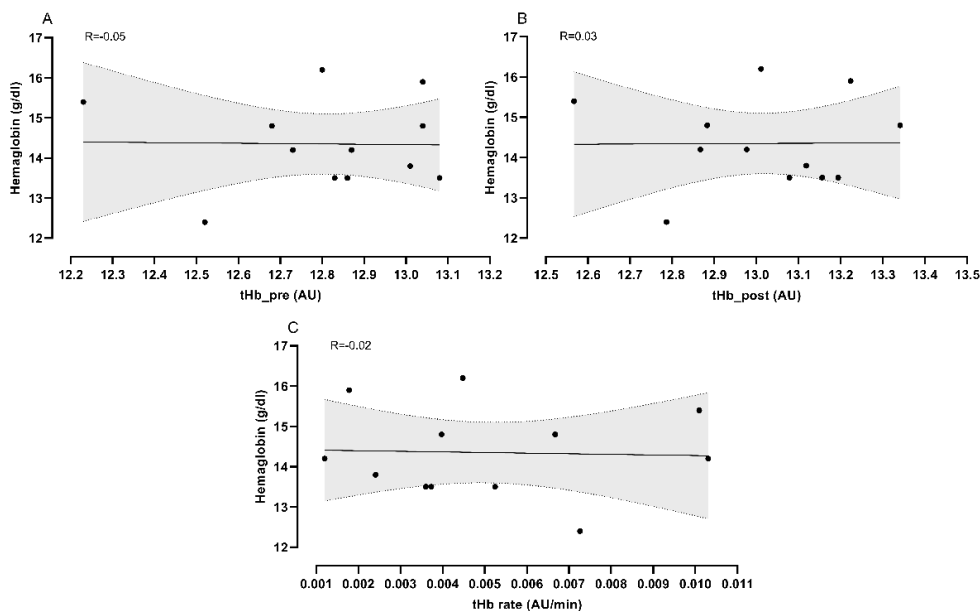 A
R=-0.05
Hemaglobin (g/dl)
17
16
15
14
13
12
12.2 12.3 12.4 12.5 12.6 12.7 12.8 12.9 13.0 13.1 13.2
tHb_pre (AU)
B
R=0.03
Hemaglobin (g/dl)
17
16
15
14
13
12
12.5 12.6 12.7 12.8 12.9 13.0 13.1 13.2 13.3 13.4 13.5
tHb_post (AU)
C
R=-0.02
Hemaglobin (g/dl)
17
16
15
14
13
12
0.001 0.002 0.003 0.004 0.005 0.006 0.007 0.008 0.009 0.010 0.011
tHb rate (AU/min)